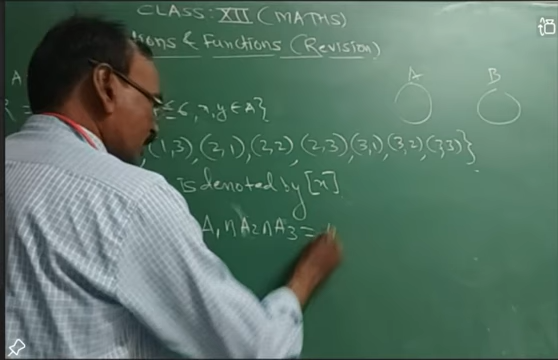 CLASS: XII (MATHS)
& Functions (Revision)
A B
A
≤ 6, x, y ∈ A}
(1,3), (2,1), (2,2), (2,3), (3,1), (3,2), (3,3)}
is denoted by [x]
A₁ ∩ A₂ ∩ A₃ =